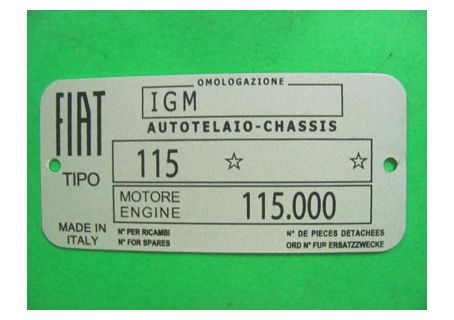 OMOLOGAZIONE
IGM
AUTOTELAIO-CHASSIS
FIAT
TIPO
115 ☆ ☆
MOTORE
ENGINE
115.000
MADE IN
ITALY
N° PER RICAMBI
N° FOR SPARES
N° DE PIECES DETACHEES
ORD N° FUR ERSATZZWECKE